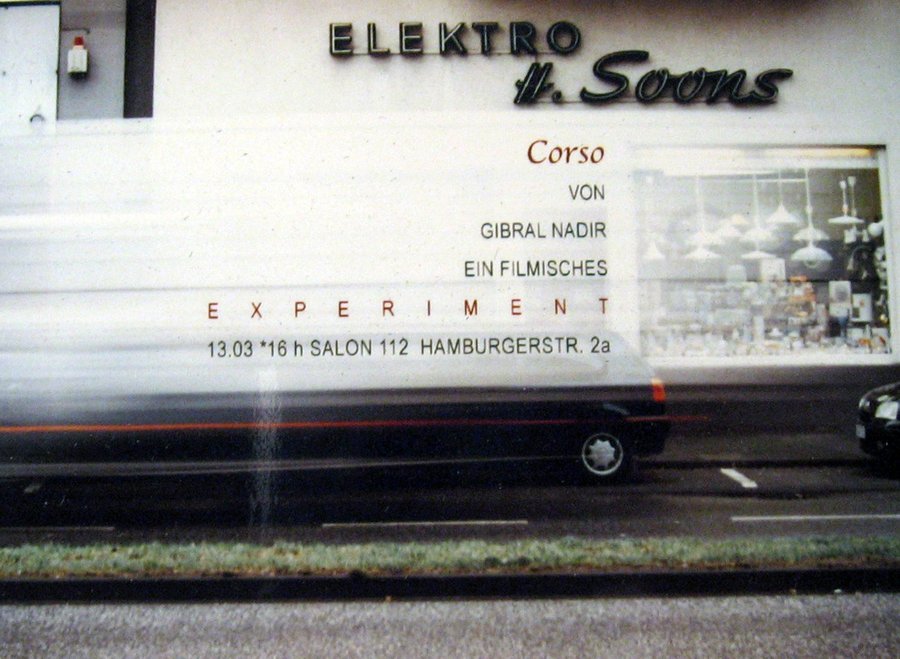 ELEKTRO
H. Soons
Corso
VON
GIBRAL NADIR
EIN FILMISCHES
EXPERIMENT
13.03 *16 h SALON 112 HAMBURGERSTR. 2a